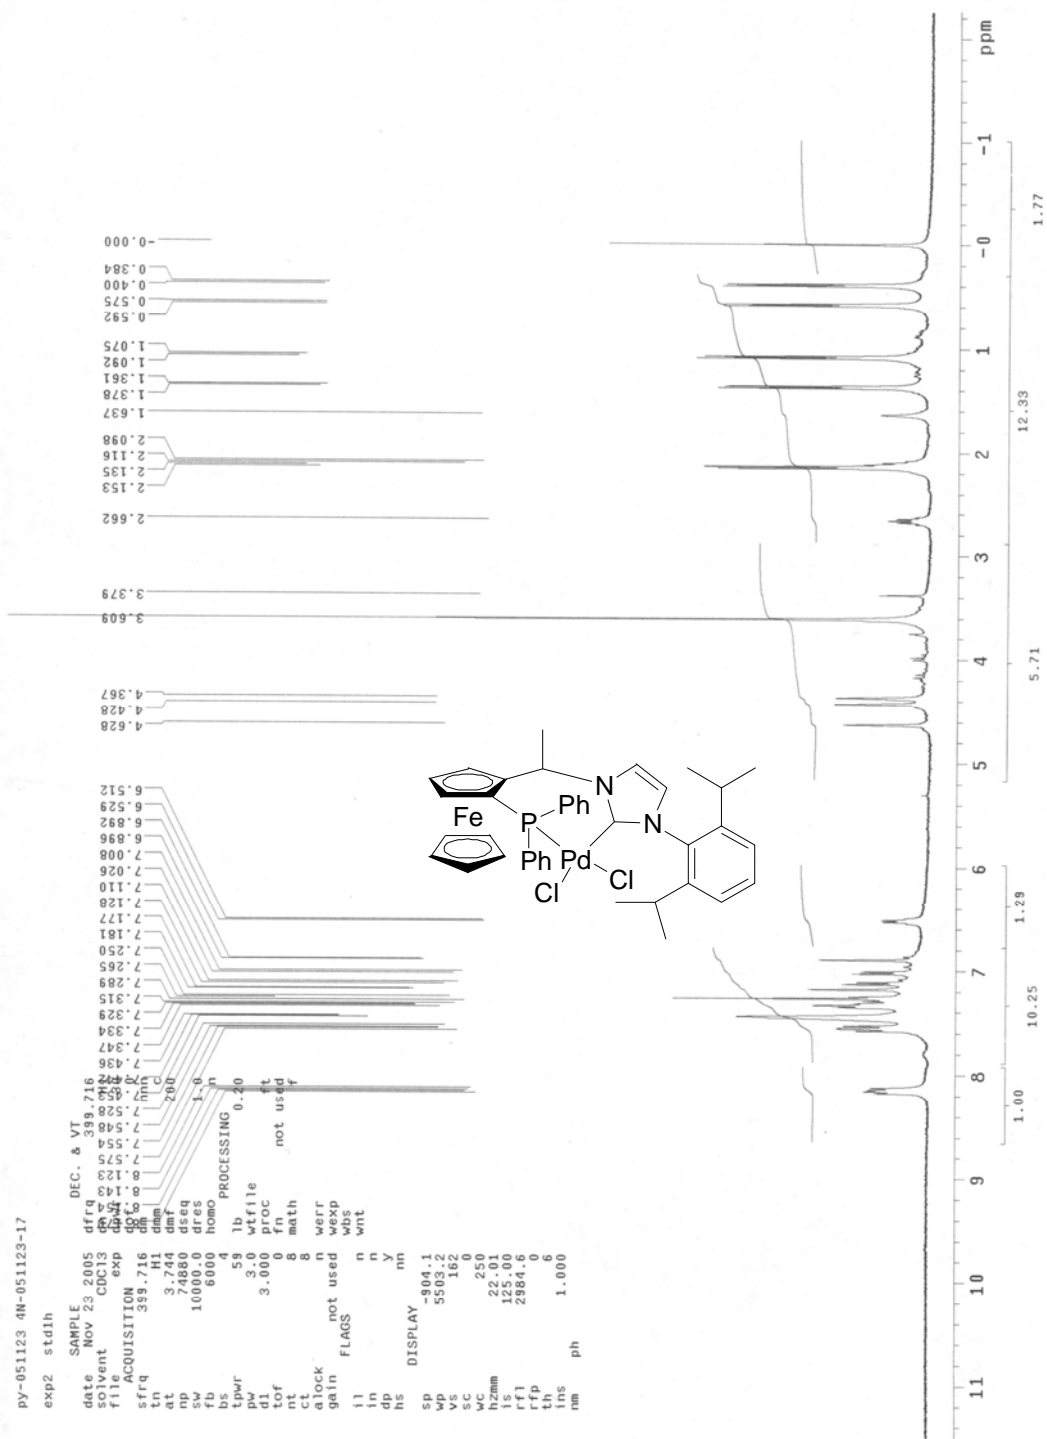 py-051123 4N-051123-17
exp2 std1h
SAMPLE
date Nov 23 2005
solvent CDCl3
file exp
ACQUISITION
sfrq 399.716
tn H1
at 3.744
np 74880
sw 10000.0
fb 6000
bs 4
tpwr 59
pw 3.0
d1 3.000
tof 0
nt 8
ct 8
alock n
gain not used
FLAGS
il n
in n
dp y
hs nn
DISPLAY
sp -904.1
wp 5503.2
vs 162
sc 0
wc 250
hzmm 22.01
is 125.00
rfl 2984.6
rfp 0
th 6
ins 1.000
nm ph
DEC. & VT
dfrq 399.716
dof
dm nnn
dmm c
dmf 200
dseq
dres 1.0
homo n
PROCESSING
lb 0.20
wtfile
proc ft
fn not used
math f
werr
wexp
wbs
wnt
8.143
8.123
7.575
7.554
7.548
7.528
7.453
7.436
7.347
7.334
7.329
7.315
7.289
7.265
7.250
7.181
7.177
7.128
7.110
7.026
7.008
6.896
6.892
6.529
6.512
4.628
4.428
4.367
3.609
3.379
2.662
2.153
2.135
2.116
2.098
1.637
1.378
1.361
1.092
1.075
0.592
0.575
0.400
0.384
-0.000
Fe
P
Ph
Ph
Pd
Cl
Cl
N
N
11 10 9 8 7 6 5 4 3 2 1 -0 -1 ppm
1.00
10.25
1.29
5.71
12.33
1.77